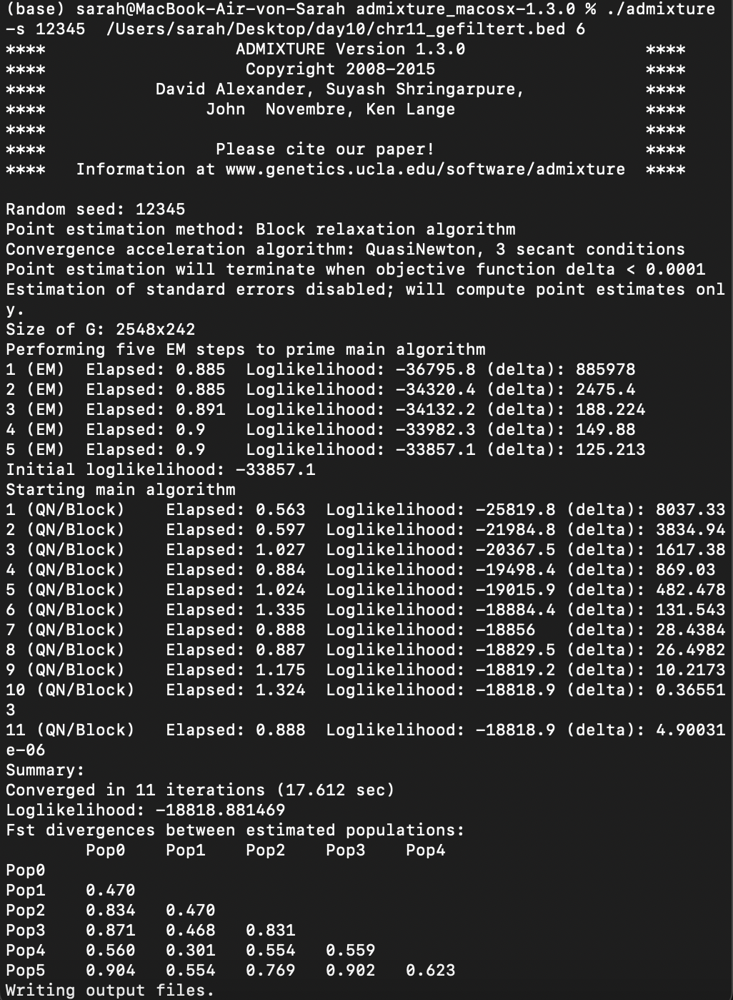 (base) sarah@MacBook-Air-von-Sarah admixture_macosx-1.3.0 % ./admixture
-s 12345  /Users/sarah/Desktop/day10/chr11_gefiltert.bed 6
****                   ADMIXTURE Version 1.3.0                  ****
****                    Copyright 2008-2015                     ****
****           David Alexander, Suyash Shringarpure,            ****
****                John  Novembre, Ken Lange                   ****
****                                                            ****
****                 Please cite our paper!                     ****
****   Information at www.genetics.ucla.edu/software/admixture  ****
Random seed: 12345
Point estimation method: Block relaxation algorithm
Convergence acceleration algorithm: QuasiNewton, 3 secant conditions
Point estimation will terminate when objective function delta < 0.0001
Estimation of standard errors disabled; will compute point estimates onl
y.
Size of G: 2548x242
Performing five EM steps to prime main algorithm
1 (EM)  Elapsed: 0.885  Loglikelihood: -36795.8 (delta): 885978
2 (EM)  Elapsed: 0.885  Loglikelihood: -34320.4 (delta): 2475.4
3 (EM)  Elapsed: 0.891  Loglikelihood: -34132.2 (delta): 188.224
4 (EM)  Elapsed: 0.9    Loglikelihood: -33982.3 (delta): 149.88
5 (EM)  Elapsed: 0.9    Loglikelihood: -33857.1 (delta): 125.213
Initial loglikelihood: -33857.1
Starting main algorithm
1 (QN/Block)    Elapsed: 0.563  Loglikelihood: -25819.8 (delta): 8037.33
2 (QN/Block)    Elapsed: 0.597  Loglikelihood: -21984.8 (delta): 3834.94
3 (QN/Block)    Elapsed: 1.027  Loglikelihood: -20367.5 (delta): 1617.38
4 (QN/Block)    Elapsed: 0.884  Loglikelihood: -19498.4 (delta): 869.03
5 (QN/Block)    Elapsed: 1.024  Loglikelihood: -19015.9 (delta): 482.478
6 (QN/Block)    Elapsed: 1.335  Loglikelihood: -18884.4 (delta): 131.543
7 (QN/Block)    Elapsed: 0.888  Loglikelihood: -18856   (delta): 28.4384
8 (QN/Block)    Elapsed: 0.887  Loglikelihood: -18829.5 (delta): 26.4982
9 (QN/Block)    Elapsed: 1.175  Loglikelihood: -18819.2 (delta): 10.2173
10 (QN/Block)   Elapsed: 1.324  Loglikelihood: -18818.9 (delta): 0.36551
3
11 (QN/Block)   Elapsed: 0.888  Loglikelihood: -18818.9 (delta): 4.90031
e-06
Summary:
Converged in 11 iterations (17.612 sec)
Loglikelihood: -18818.881469
Fst divergences between estimated populations:
        Pop0    Pop1    Pop2    Pop3    Pop4
Pop0
Pop1    0.470
Pop2    0.834   0.470
Pop3    0.871   0.468   0.831
Pop4    0.560   0.301   0.554   0.559
Pop5    0.904   0.554   0.769   0.902   0.623
Writing output files.